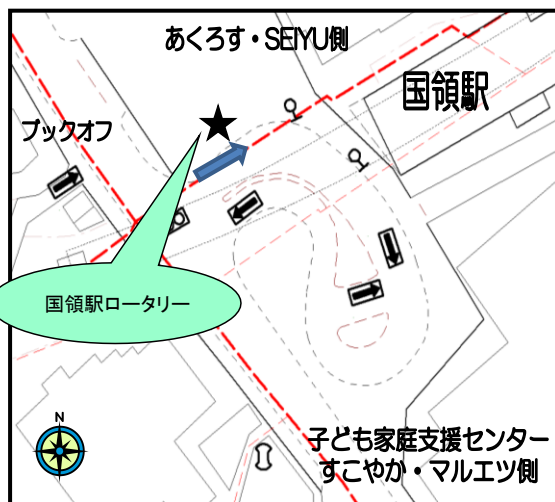 あくろす・SEIYU側
国領駅
ブックオフ
国領駅ロータリー
N
子ども家庭支援センター
すこやか・マルエツ側